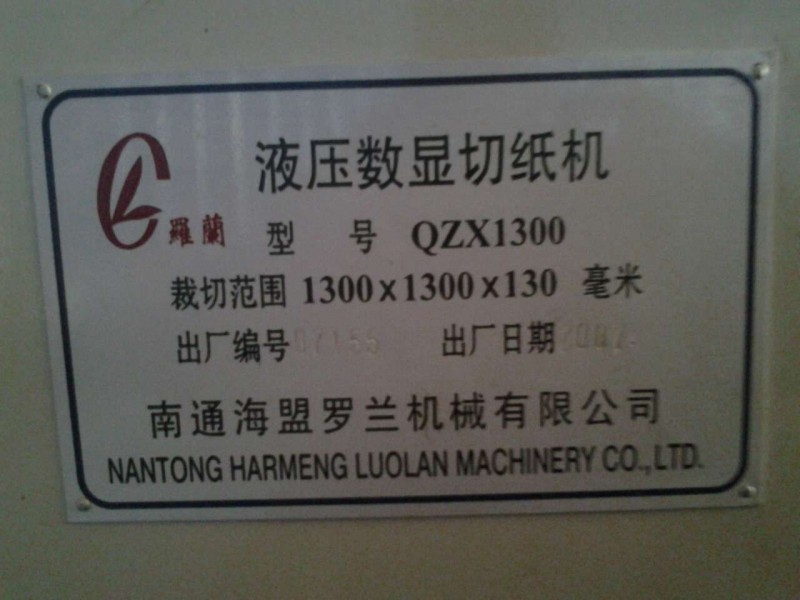 液压数显切纸机
羅蘭 型 号 QZX1300
裁切范围 1300x1300x130 毫米
出厂编号
出厂日期
南通海盟罗兰机械有限公司
NANTONG HARMENG LUOLAN MACHINERY CO.,LTD.